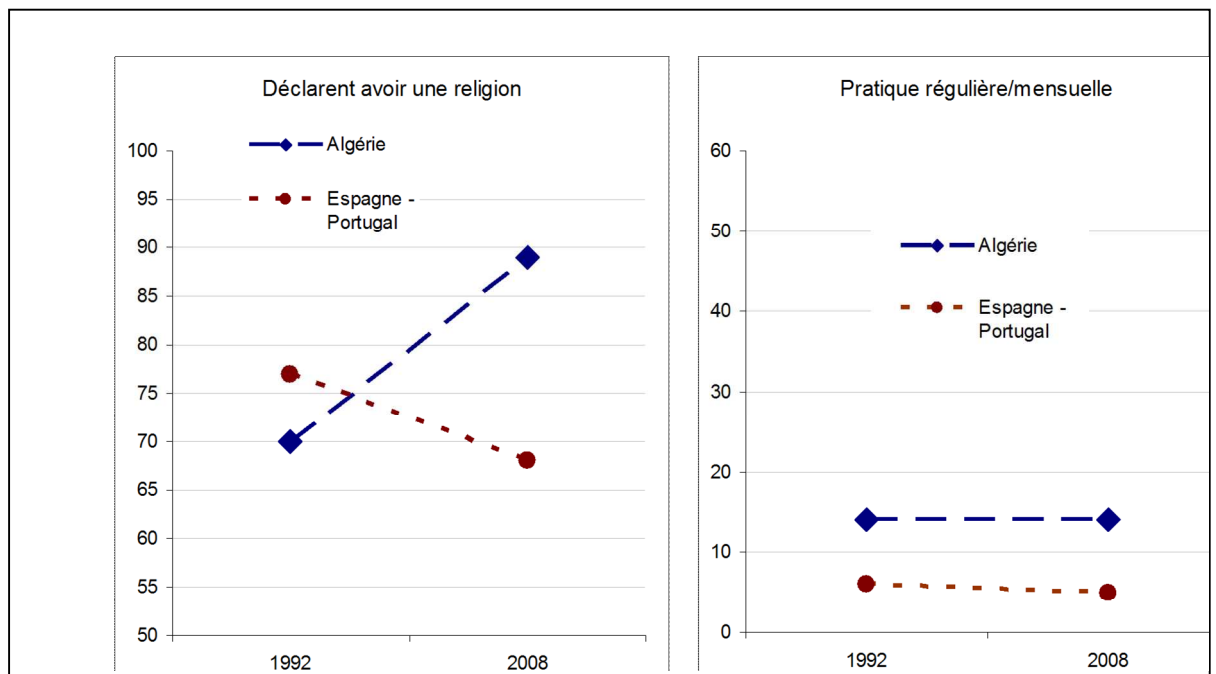 Déclarent avoir une religion
Algérie
Espagne -
Portugal
100
95
90
85
80
75
70
65
60
55
50
1992
2008
Pratique régulière/mensuelle
Algérie
Espagne -
Portugal
60
50
40
30
20
10
0
1992
2008